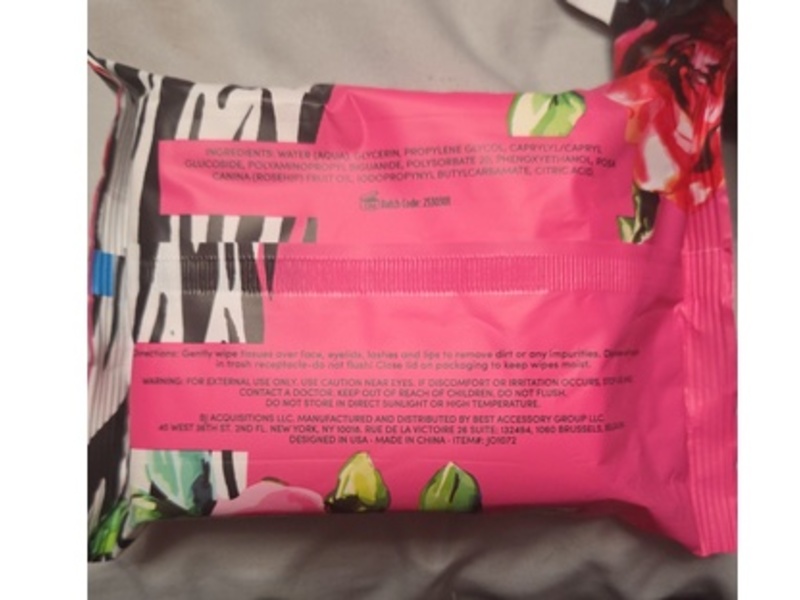 INGREDIENTS: WATER (AQUA), GLYCERIN, PROPYLENE GLYCOL, CAPRYLYL/CAPRYL
GLUCOSIDE, POLYAMINOPROPYL BIGUANIDE, POLYSORBATE 20, PHENOXYETHANOL, ROSA
CANINA (ROSEHIP) FRUIT OIL, IODOPROPYNYL BUTYLCARBAMATE, CITRIC ACID.
Batch Code:
Directions: Gently wipe tissues over face, eyelids, lashes and lips to remove dirt or any impurities.
in trash receptacle-do not flush! Close lid on packaging to keep wipes moist.
WARNING: FOR EXTERNAL USE ONLY. USE CAUTION NEAR EYES. IF DISCOMFORT OR IRRITATION OCCURS,
CONTACT A DOCTOR. KEEP OUT OF REACH OF CHILDREN. DO NOT FLUSH.
DO NOT STORE IN DIRECT SUNLIGHT OR HIGH TEMPERATURE.
BJ ACQUISITIONS LLC. MANUFACTURED AND DISTRIBUTED BY BEST ACCESSORY GROUP LLC.
40 WEST 36TH ST. 2ND FL. NEW YORK, NY 10018. RUE DE LA VICTOIRE 26 SUITE: 132494, 1060 BRUSSELS,
DESIGNED IN USA • MADE IN CHINA • ITEM#: JO1072